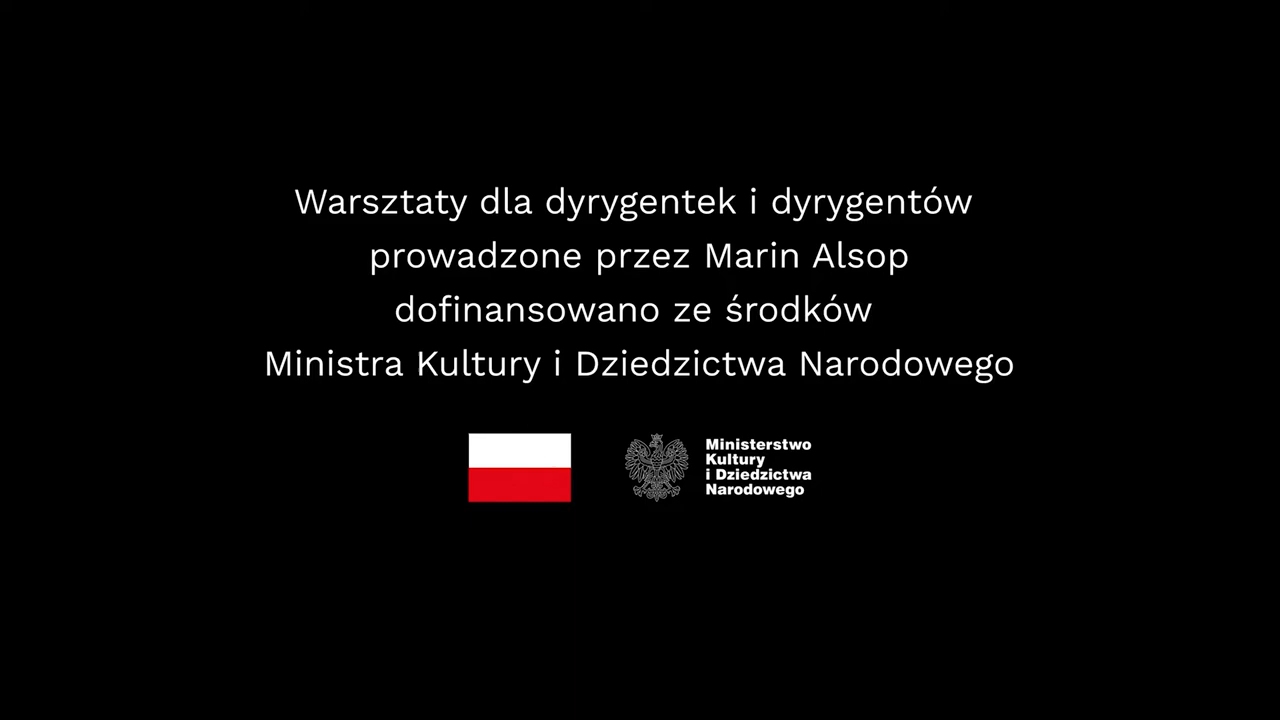 Warsztaty dla dyrygentek i dyrygentów
prowadzone przez Marin Alsop
dofinansowano ze środków
Ministra Kultury i Dziedzictwa Narodowego
Ministerstwo
Kultury
i Dziedzictwa
Narodowego